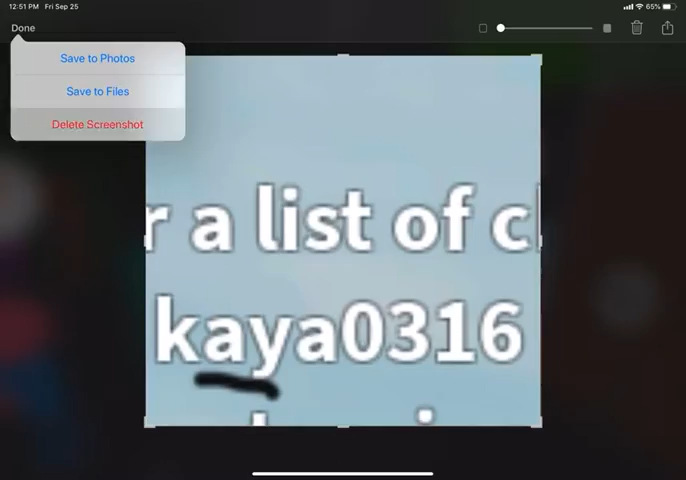 12:51 PM Fri Sep 25
65%
Done
Save to Photos
Save to Files
Delete Screenshot
a list of
kaya0316